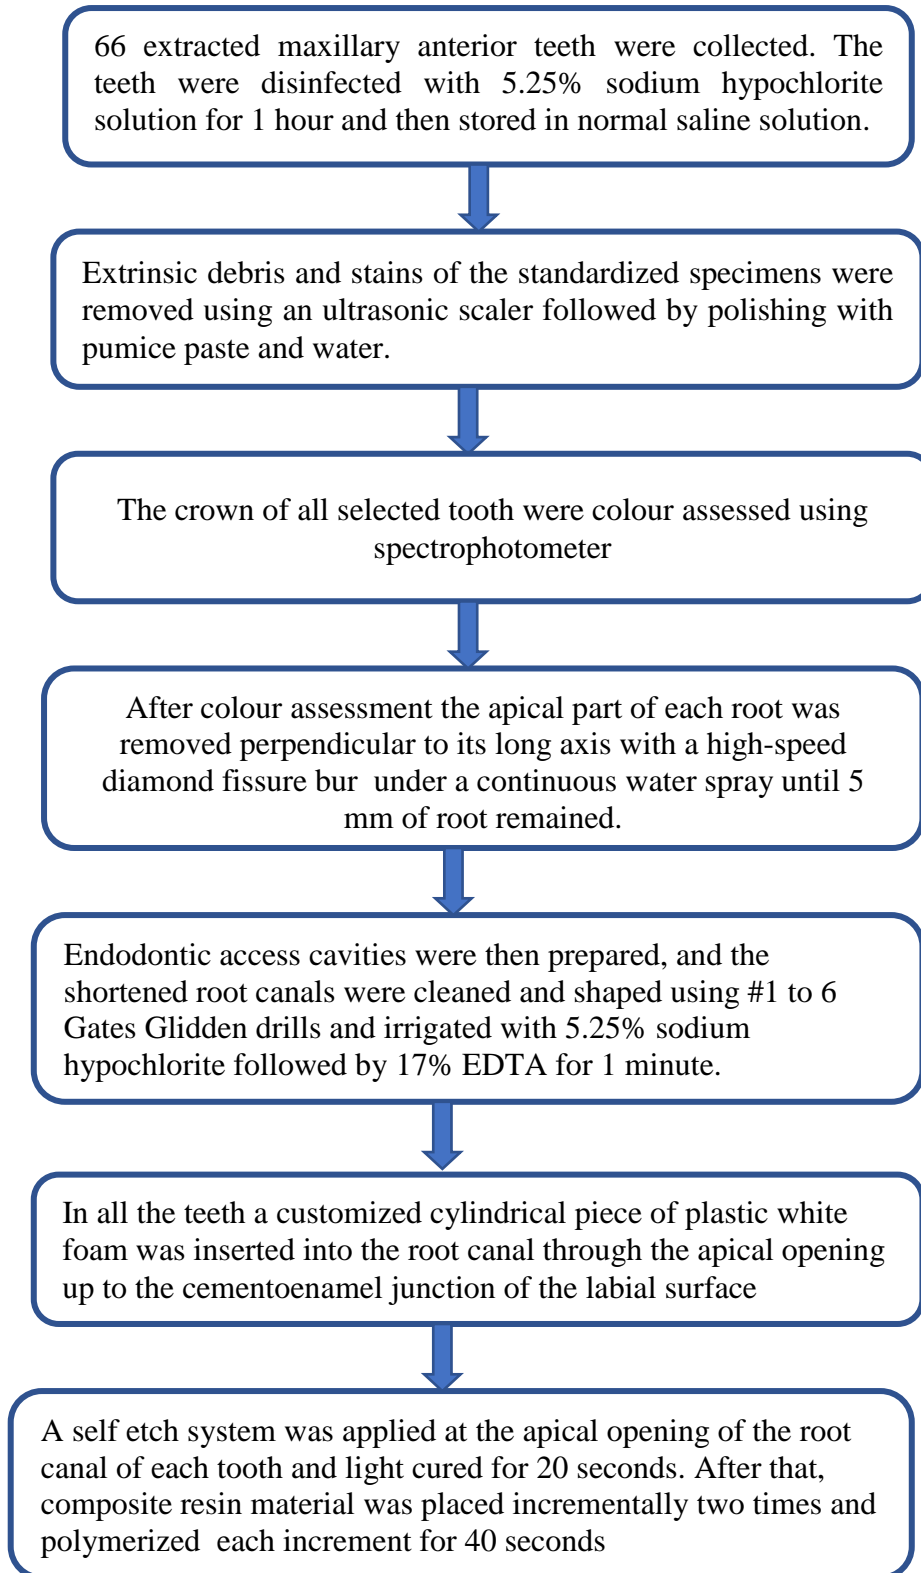 66 extracted maxillary anterior teeth were collected. The
teeth were disinfected with 5.25% sodium hypochlorite
solution for 1 hour and then stored in normal saline solution.
Extrinsic debris and stains of the standardized specimens were
removed using an ultrasonic scaler followed by polishing with
pumice paste and water.
The crown of all selected tooth were colour assessed using
spectrophotometer
After colour assessment the apical part of each root was
removed perpendicular to its long axis with a high-speed
diamond fissure bur  under a continuous water spray until 5
mm of root remained.
Endodontic access cavities were then prepared, and the
shortened root canals were cleaned and shaped using #1 to 6
Gates Glidden drills and irrigated with 5.25% sodium
hypochlorite followed by 17% EDTA for 1 minute.
In all the teeth a customized cylindrical piece of plastic white
foam was inserted into the root canal through the apical opening
up to the cementoenamel junction of the labial surface
A self etch system was applied at the apical opening of the root
canal of each tooth and light cured for 20 seconds. After that,
composite resin material was placed incrementally two times and
polymerized  each increment for 40 seconds